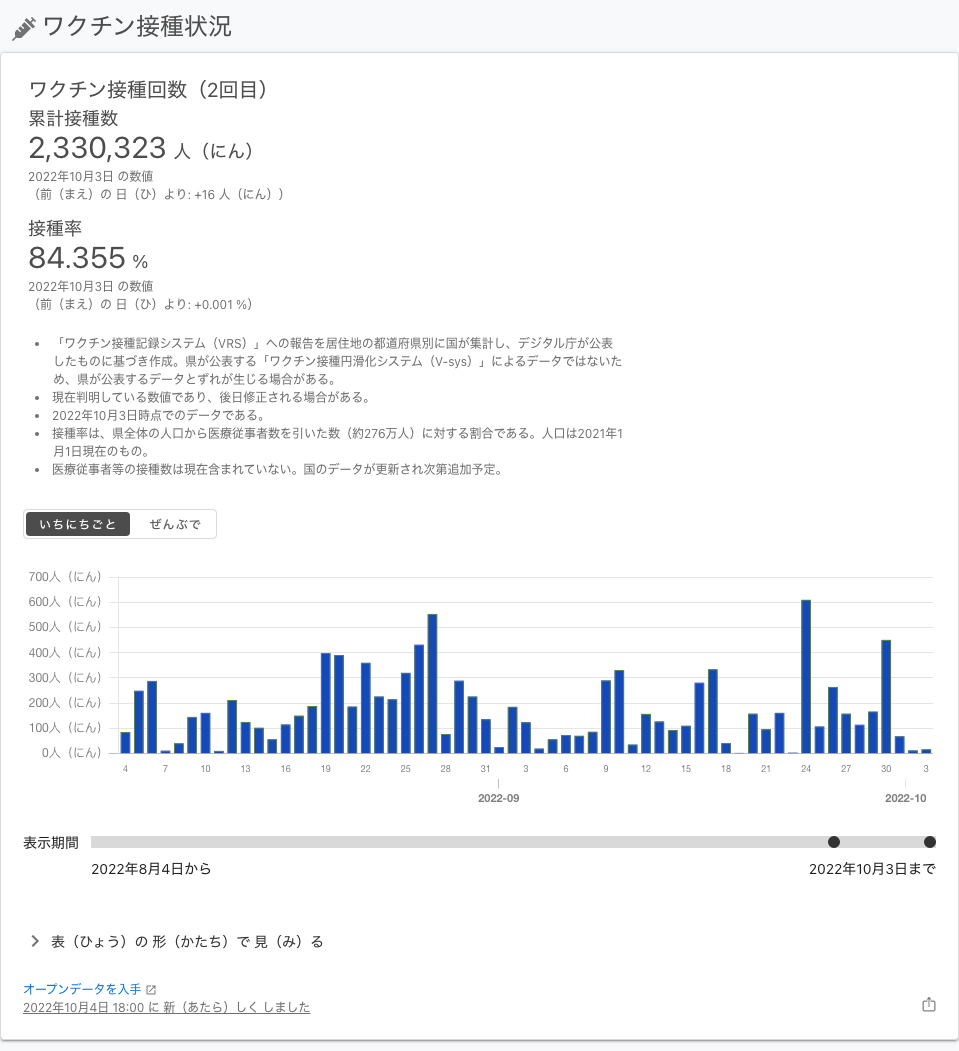 ワクチン接種状況
ワクチン接種回数（2回目）
累計接種数
2,330,323 人（にん）
2022年10月3日 の数値
（前（まえ）の 日（ひ）より: +16 人（にん））
接種率
84.355 %
2022年10月3日 の数値
（前（まえ）の 日（ひ）より: +0.001 %）
• 「ワクチン接種記録システム（VRS）」への報告を居住地の都道府県別に国が集計し、デジタル庁が公表
したものに基づき作成。県が公表する「ワクチン接種円滑化システム（V-sys）」によるデータではないた
め、県が公表するデータとずれが生じる場合がある。
• 現在判明している数値であり、後日修正される場合がある。
• 2022年10月3日時点でのデータである。
• 接種率は、県全体の人口から医療従事者数を引いた数（約276万人）に対する割合である。人口は2021年1
月1日現在のもの。
• 医療従事者等の接種数は現在含まれていない。国のデータが更新され次第追加予定。
いちにちごと ぜんぶで
700人（にん）
600人（にん）
500人（にん）
400人（にん）
300人（にん）
200人（にん）
100人（にん）
0人（にん）
4 7 10 13 16 19 22 25 28 31 3 6 9 12 15 18 21 24 27 30 3
2022-09 2022-10
表示期間
2022年8月4日から 2022年10月3日まで
表（ひょう）の 形（かたち）で 見（み）る
オープンデータを入手
2022年10月4日 18:00 に 新（あたら）しく しました